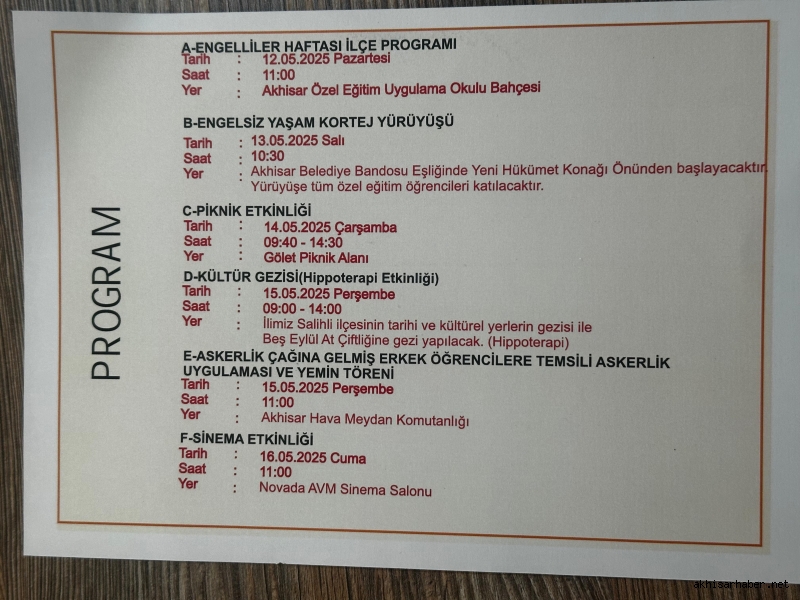 PROGRAM
A-ENGELLİLER HAFTASI İLÇE PROGRAMI
Tarih : 12.05.2025 Pazartesi
Saat : 11:00
Yer : Akhisar Özel Eğitim Uygulama Okulu Bahçesi
B-ENGELSİZ YAŞAM KORTEJ YÜRÜYÜŞÜ
Tarih : 13.05.2025 Salı
Saat : 10:30
Yer : Akhisar Belediye Bandosu Eşliğinde Yeni Hükümet Konağı Önünden başlayacaktır.
Yürüyüşe tüm özel eğitim öğrencileri katılacaktır.
C-PİKNİK ETKİNLİĞİ
Tarih : 14.05.2025 Çarşamba
Saat : 09:40 - 14:30
Yer : Gölet Piknik Alanı
D-KÜLTÜR GEZİSİ(Hippoterapi Etkinliği)
Tarih : 15.05.2025 Perşembe
Saat : 09:00 - 14:00
Yer : İlimiz Salihli ilçesinin tarihi ve kültürel yerlerin gezisi ile
Beş Eylül At Çiftliğine gezi yapılacak. (Hippoterapi)
E-ASKERLİK ÇAĞINA GELMİŞ ERKEK ÖĞRENCİLERE TEMSİLİ ASKERLİK
UYGULAMASI VE YEMİN TÖRENİ
Tarih : 15.05.2025 Perşembe
Saat : 11:00
Yer : Akhisar Hava Meydan Komutanlığı
F-SİNEMA ETKİNLİĞİ
Tarih : 16.05.2025 Cuma
Saat : 11:00
Yer : Novada AVM Sinema Salonu
akhisarhaber.net